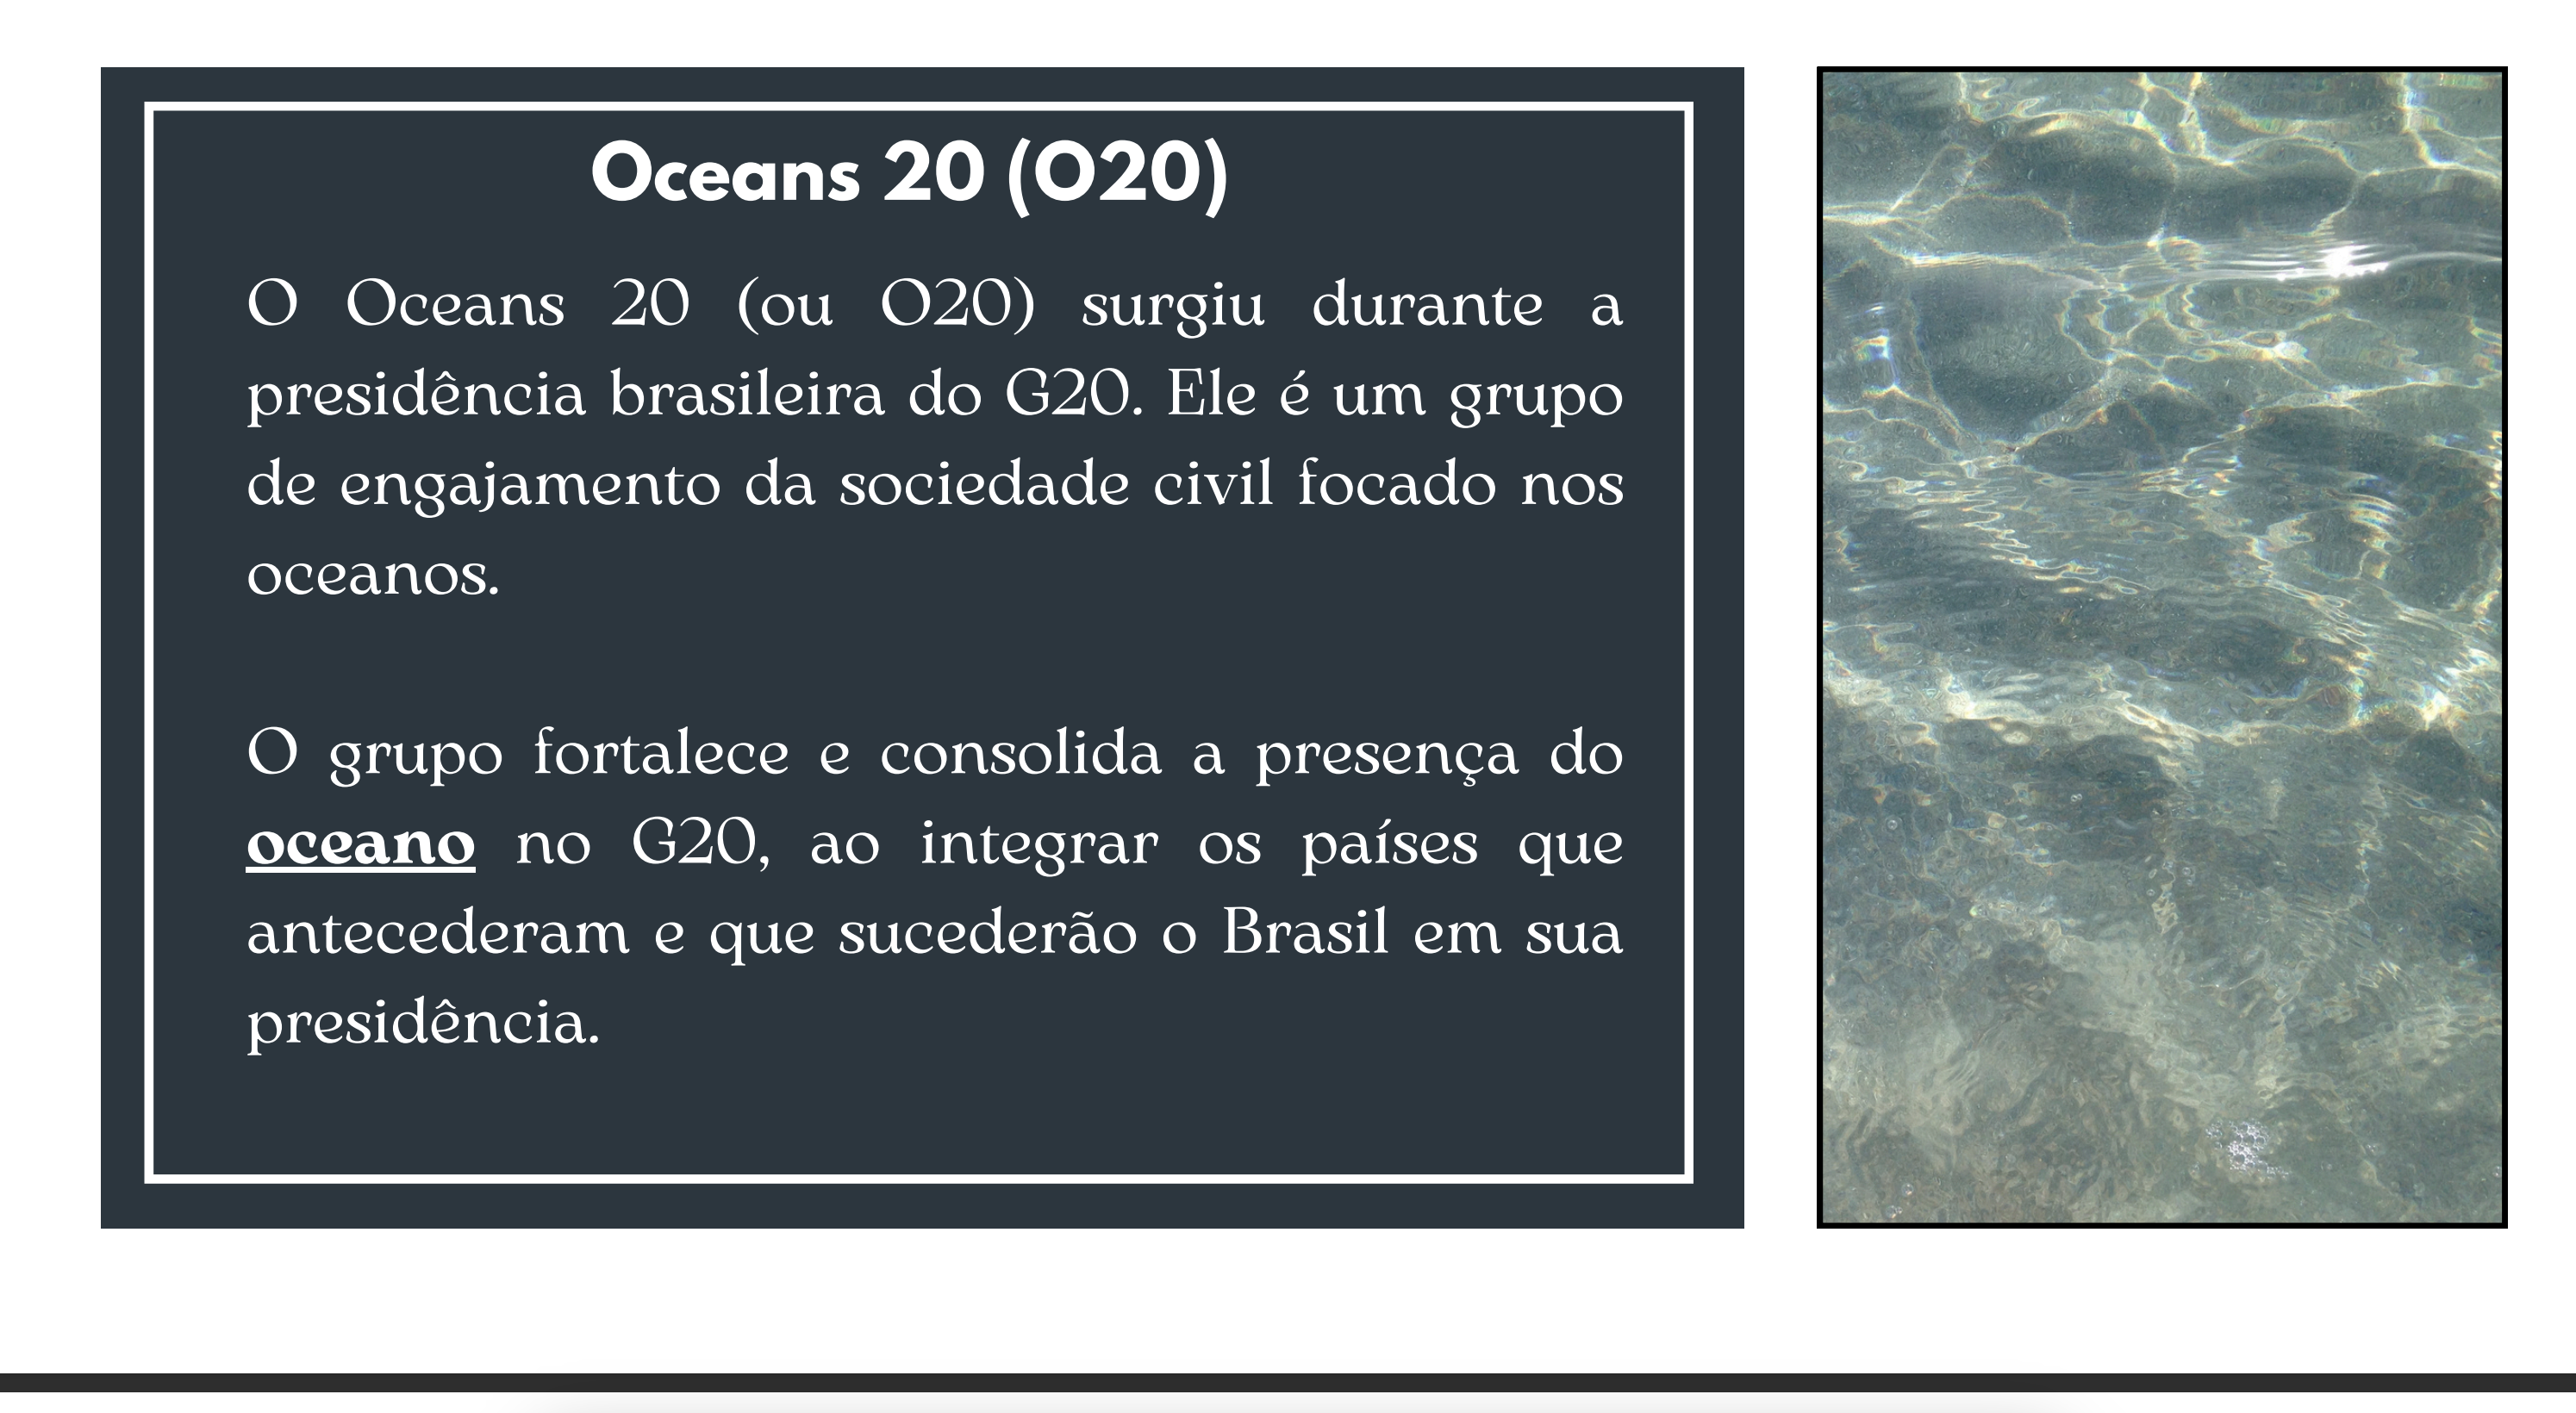 Oceans 20 (O20)
O Oceans 20 (ou O20) surgiu durante a
presidência brasileira do G20. Ele é um grupo
de engajamento da sociedade civil focado nos
oceanos.
O grupo fortalece e consolida a presença do
oceano no G20, ao integrar os países que
antecederam e que sucederão o Brasil em sua
presidência.